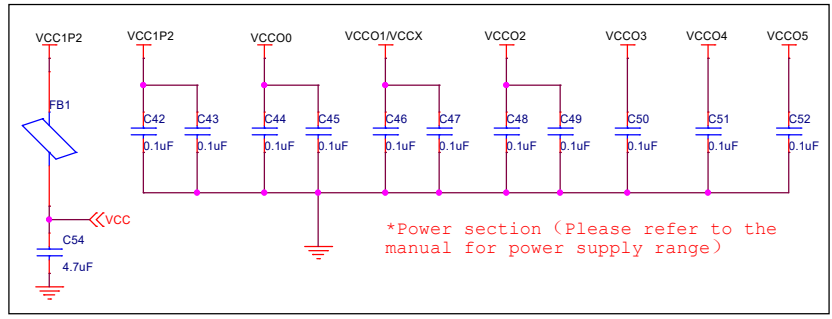 VCC1P2 VCC1P2 VCCO0 VCCO1/VCCX VCCO2 VCCO3 VCCO4 VCCO5
FB1
C42 C43 C44 C45 C46 C47 C48 C49 C50 C51 C52
0.1uF 0.1uF 0.1uF 0.1uF 0.1uF 0.1uF 0.1uF 0.1uF 0.1uF 0.1uF 0.1uF
VCC
C54
4.7uF
*Power section（Please refer to the
manual for power supply range）